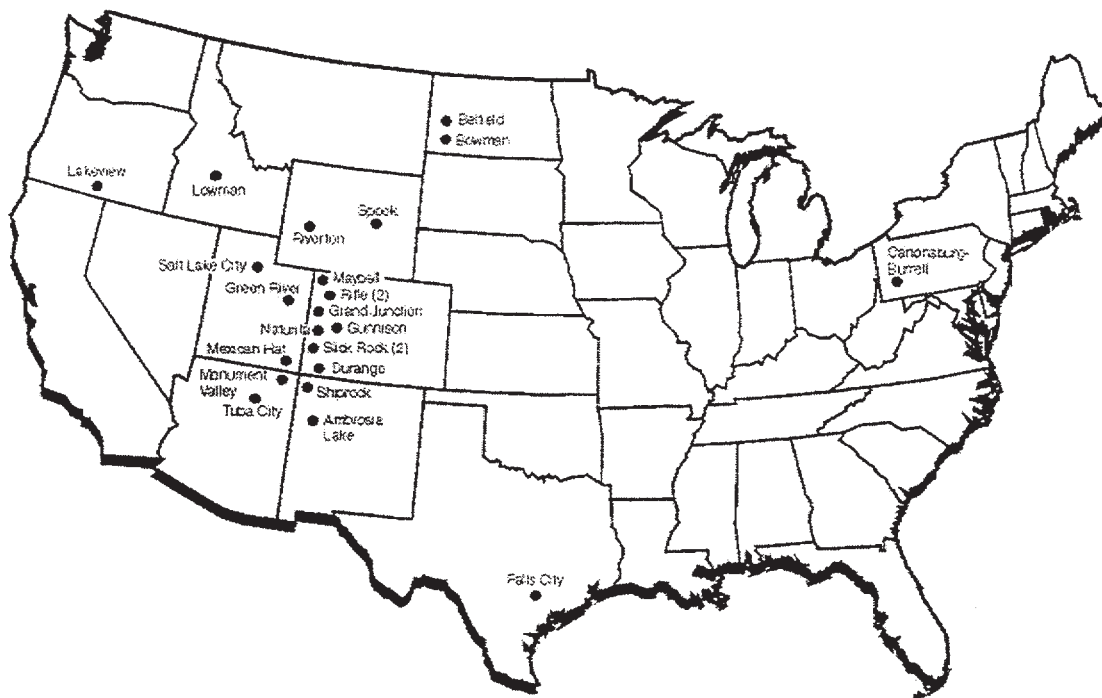 Belfield
Bowman
Lakeview
Lowman
Spook
Riverton
Canonsburg-
Burrell
Salt Lake City
Maybell
Green River
Rifle (2)
Grand Junction
Naturita
Gunnison
Mexican Hat
Slick Rock (2)
Monument
Valley
Durango
Tuba City
Shiprock
Ambrosia
Lake
Falls City